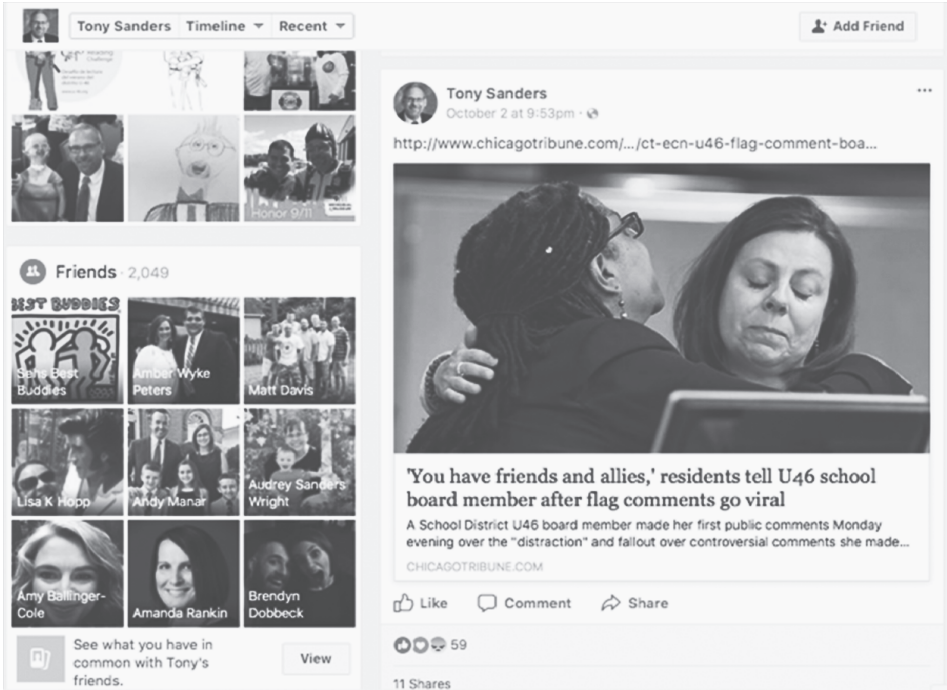 Tony Sanders Timeline Recent
Add Friend
Reading
Challenge
Honor 9/11
Friends · 2,049
BEST BUDDIES
Sehs Best
Buddies
Amber Wyke
Peters
Matt Davis
Lisa K Hopp
Andy Manar
Audrey Sanders
Wright
Amy Ballinger-
Cole
Amanda Rankin
Brendyn
Dobbeck
See what you have in
common with Tony's
friends.
View
Tony Sanders
October 2 at 9:53pm ·
http://www.chicagotribune.com/.../ct-ecn-u46-flag-comment-boa...
'You have friends and allies,' residents tell U46 school
board member after flag comments go viral
A School District U46 board member made her first public comments Monday
evening over the "distraction" and fallout over controversial comments she made...
CHICAGOTRIBUNE.COM
Like Comment Share
59
11 Shares